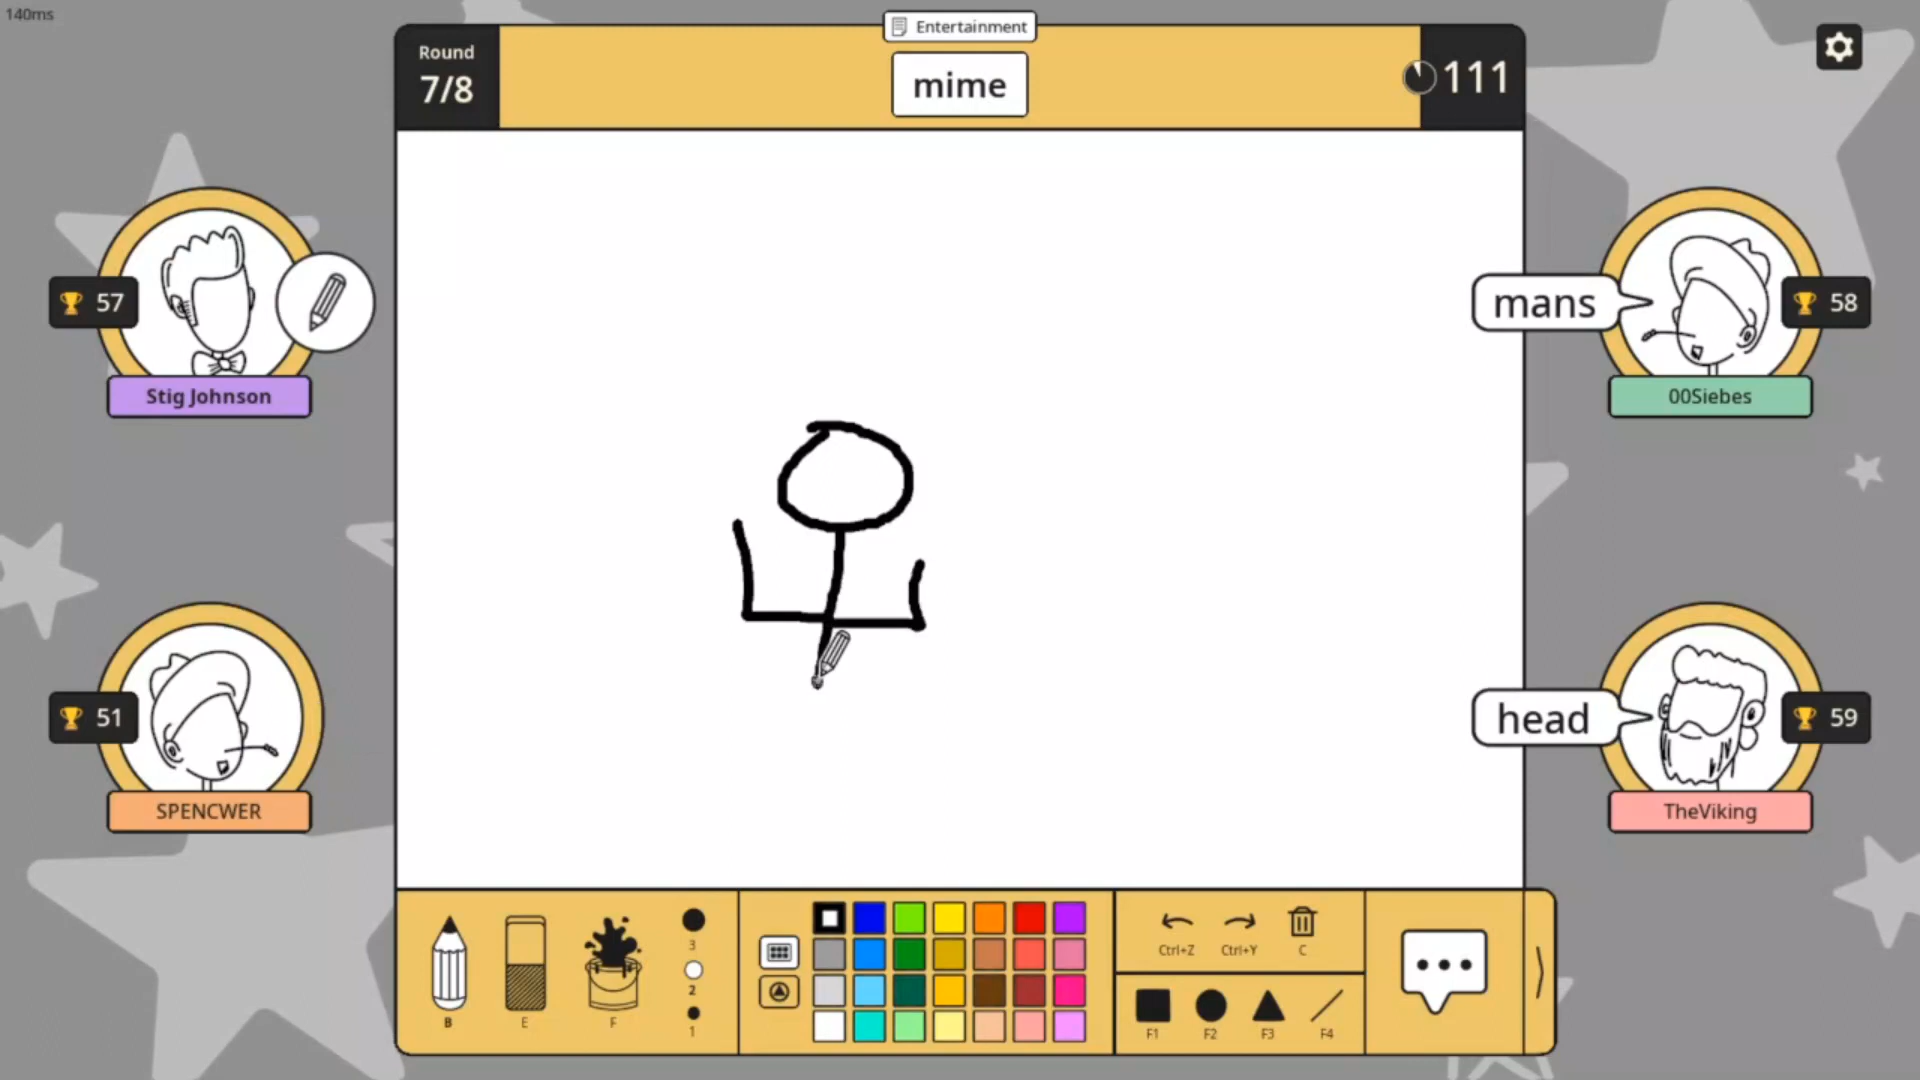 140ms
Entertainment
Round
7/8
mime
111
57
Stig Johnson
mans
58
00Siebes
51
SPENCWER
head
59
TheViking
B
E
F
3
2
1
Ctrl+Z
Ctrl+Y
C
F1
F2
F3
F4